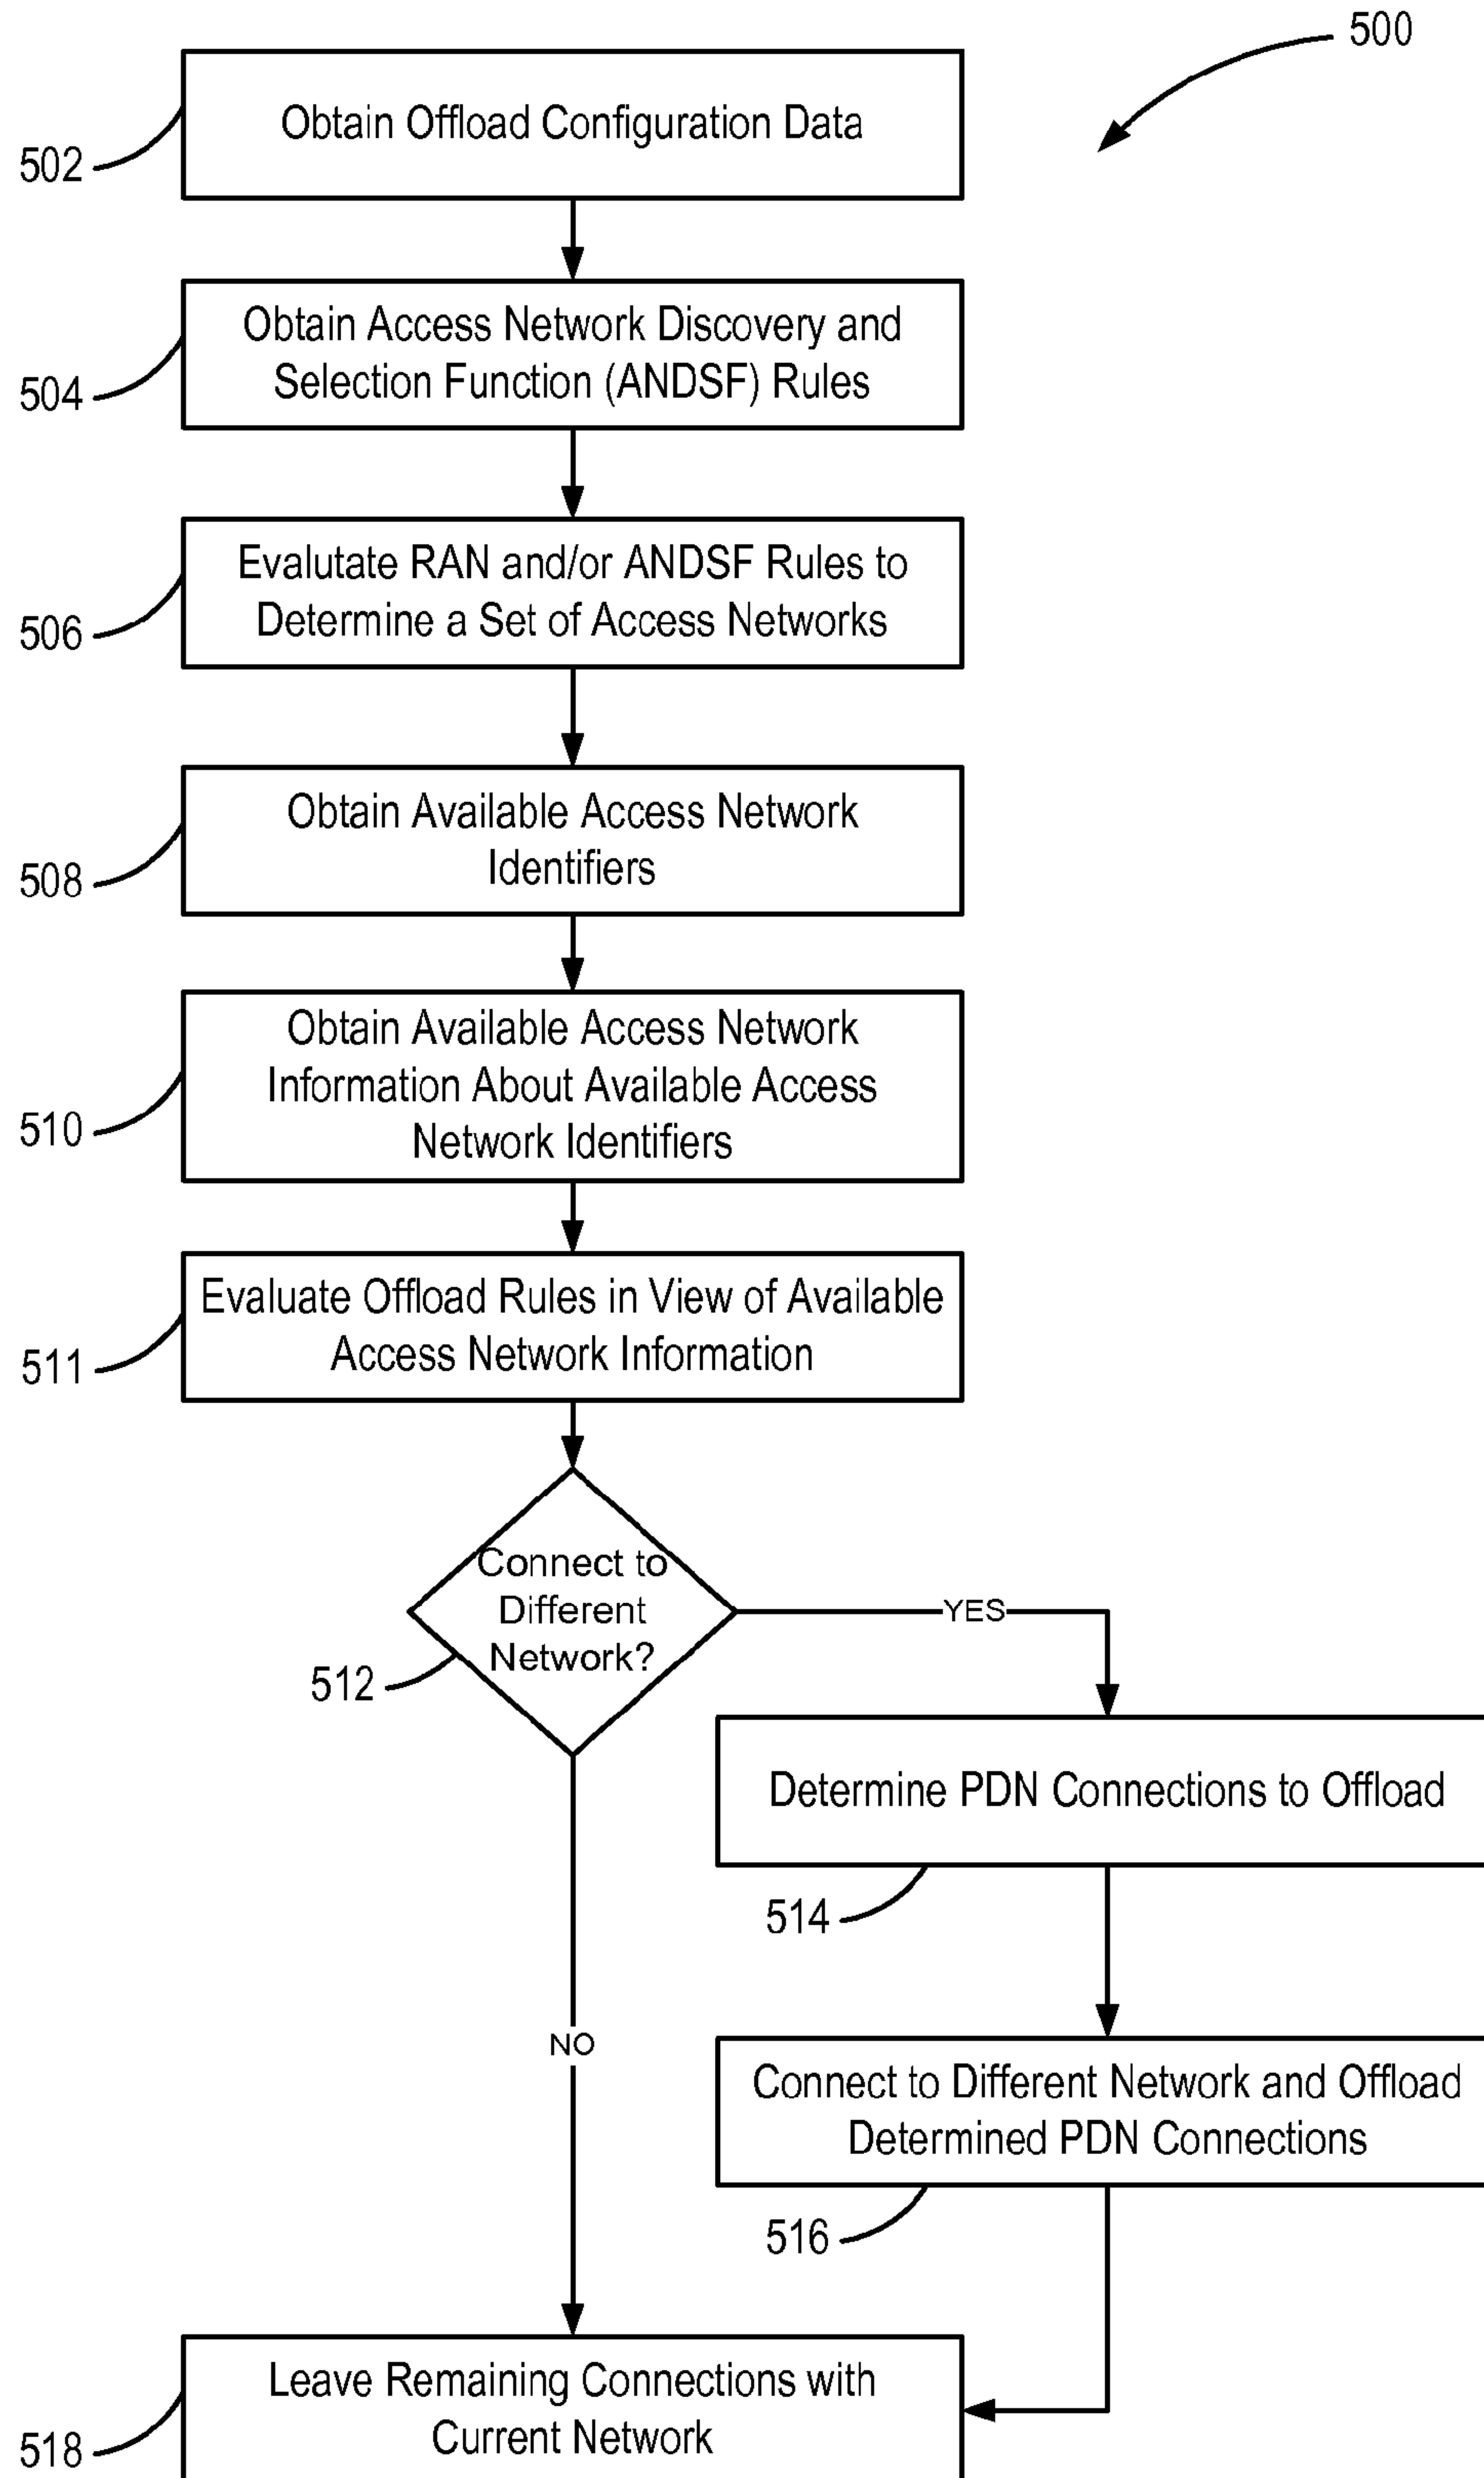 500
Obtain Offload Configuration Data
502
Obtain Access Network Discovery and
Selection Function (ANDSF) Rules
504
Evalutate RAN and/or ANDSF Rules to
Determine a Set of Access Networks
506
Obtain Available Access Network
Identifiers
508
Obtain Available Access Network
Information About Available Access
Network Identifiers
510
Evaluate Offload Rules in View of Available
Access Network Information
511
Connect to
Different
Network?
512
YES
Determine PDN Connections to Offload
514
NO
Connect to Different Network and Offload
Determined PDN Connections
516
Leave Remaining Connections with
Current Network
518